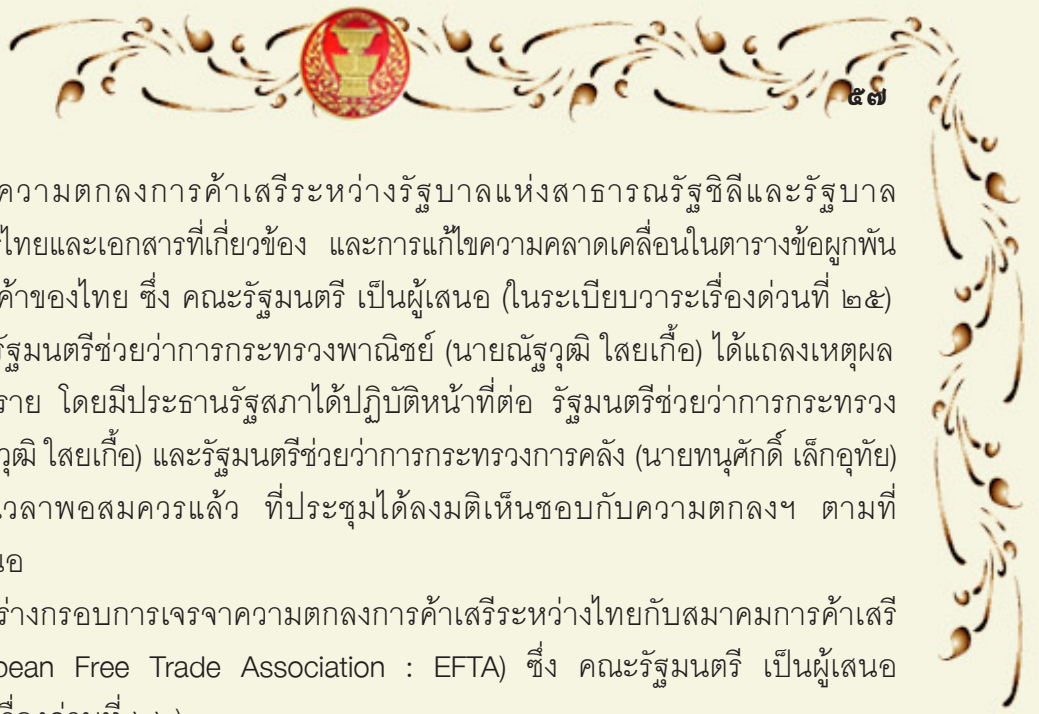 ๕๗
ความตกลงการค้าเสรีระหว่างรัฐบาลแห่งสาธารณรัฐชิลีและรัฐบาล
ไทยและเอกสารที่เกี่ยวข้อง และการแก้ไขความคลาดเคลื่อนในตารางข้อผูกพัน
ค้าของไทย ซึ่ง คณะรัฐมนตรี เป็นผู้เสนอ (ในระเบียบวาระเรื่องด่วนที่ ๒๕)
รัฐมนตรีช่วยว่าการกระทรวงพาณิชย์ (นายณัฐวุฒิ ใสยเกื้อ) ได้แถลงเหตุผล
ราย โดยมีประธานรัฐสภาได้ปฏิบัติหน้าที่ต่อ รัฐมนตรีช่วยว่าการกระทรวง
วุฒิ ใสยเกื้อ) และรัฐมนตรีช่วยว่าการกระทรวงการคลัง (นายทนุศักดิ์ เล็กอุทัย)
เวลาพอสมควรแล้ว ที่ประชุมได้ลงมติเห็นชอบกับความตกลงฯ ตามที่
ร่างกรอบการเจรจาความตกลงการค้าเสรีระหว่างไทยกับสมาคมการค้าเสรี
pean Free Trade Association : EFTA) ซึ่ง คณะรัฐมนตรี เป็นผู้เสนอ